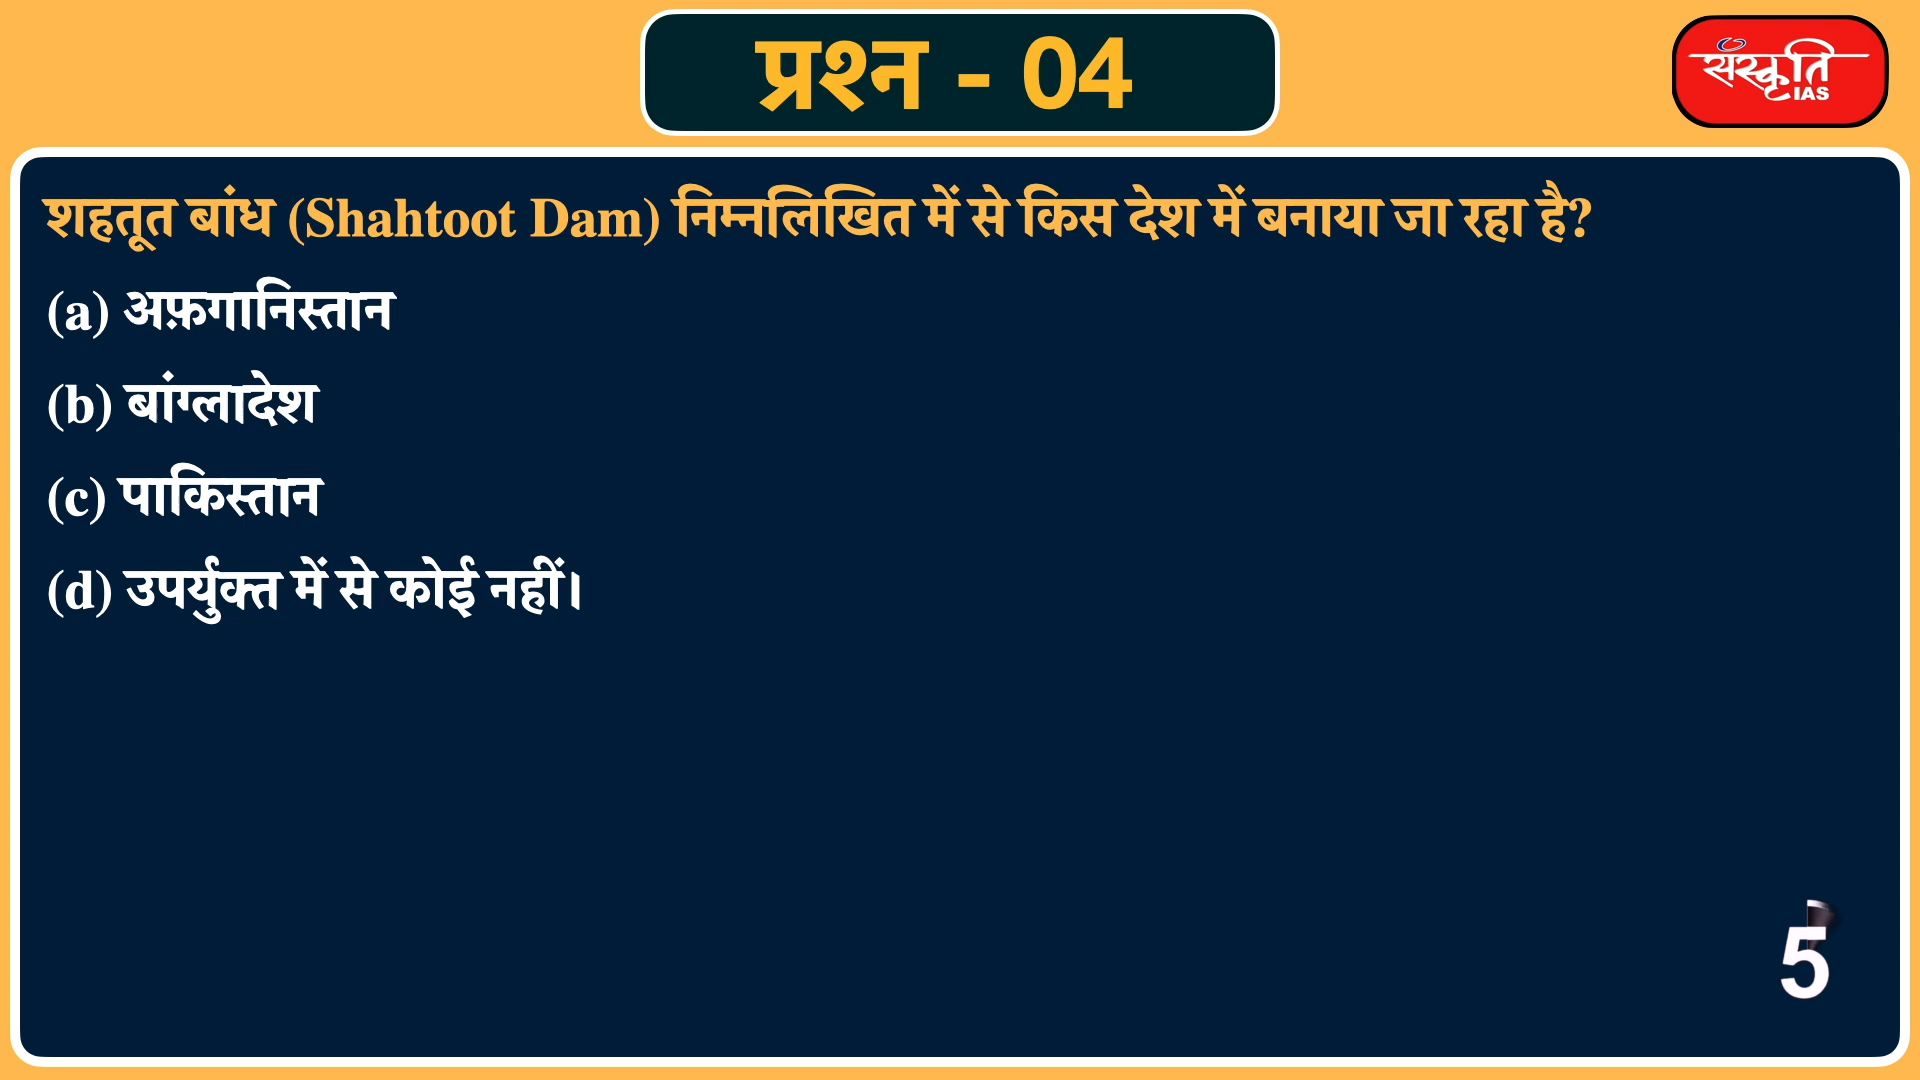 प्रश्न - 04
संस्कृति
IAS
शहतूत बांध (Shahtoot Dam) निम्नलिखित में से किस देश में बनाया जा रहा है?
(a) अफ़गानिस्तान
(b) बांग्लादेश
(c) पाकिस्तान
(d) उपर्युक्त में से कोई नहीं।
5